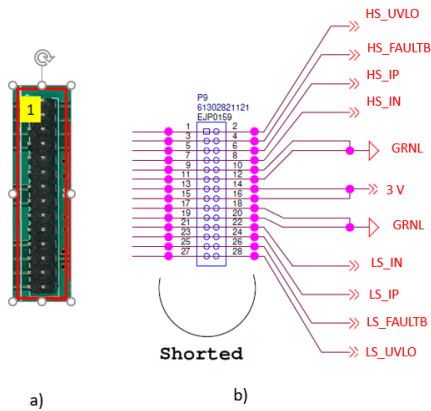 HS_UVLO
HS_FAULTB
HS_IP
HS_IN
1
P9
61302821121
EJP0159
1 2
3 4
5 6
7 8
9 10
11 12
13 14
15 16
17 18
19 20
21 22
23 24
25 26
27 28
GRNL
3 V
GRNL
LS_IN
LS_IP
LS_FAULTB
LS_UVLO
Shorted
a) b)